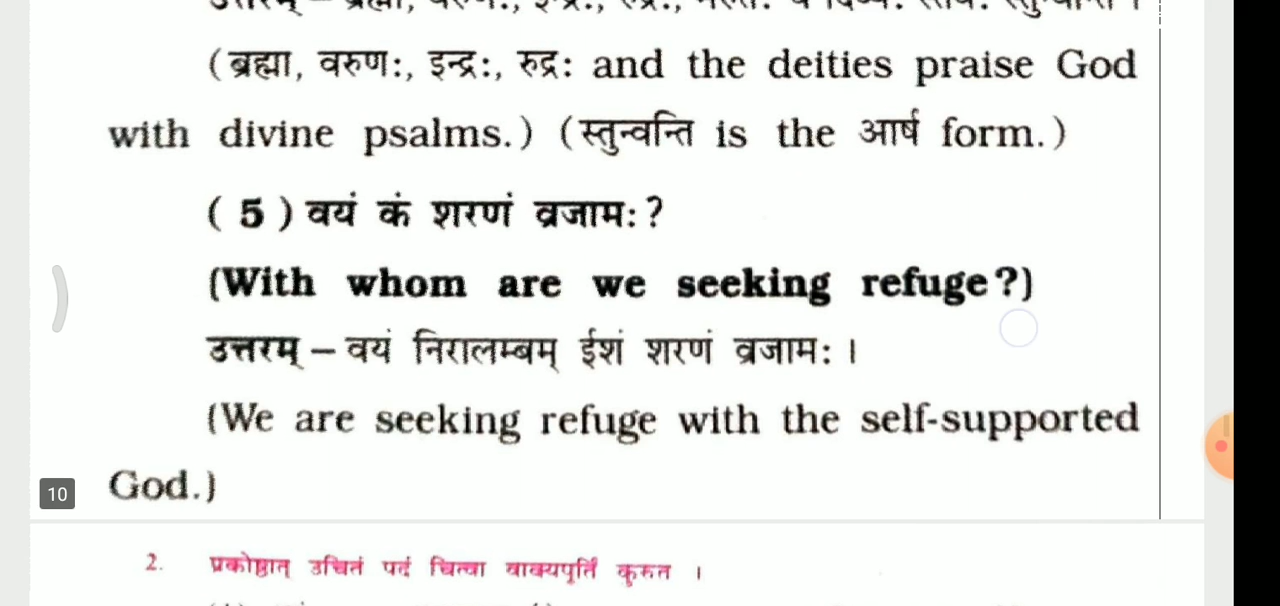 (ब्रह्मा, वरुणः, इन्द्रः, रुद्रः and the deities praise God
with divine psalms.) (स्तुन्वन्ति is the आर्ष form.)
( 5 ) वयं कं शरणं व्रजामः?
(With whom are we seeking refuge?)
उत्तरम् – वयं निरालम्बम् ईशं शरणं व्रजामः ।
(We are seeking refuge with the self-supported
God.)
10
2. प्रकोष्ठात् उचितं पदं चित्वा वाक्यपूर्तिं कुरुत ।